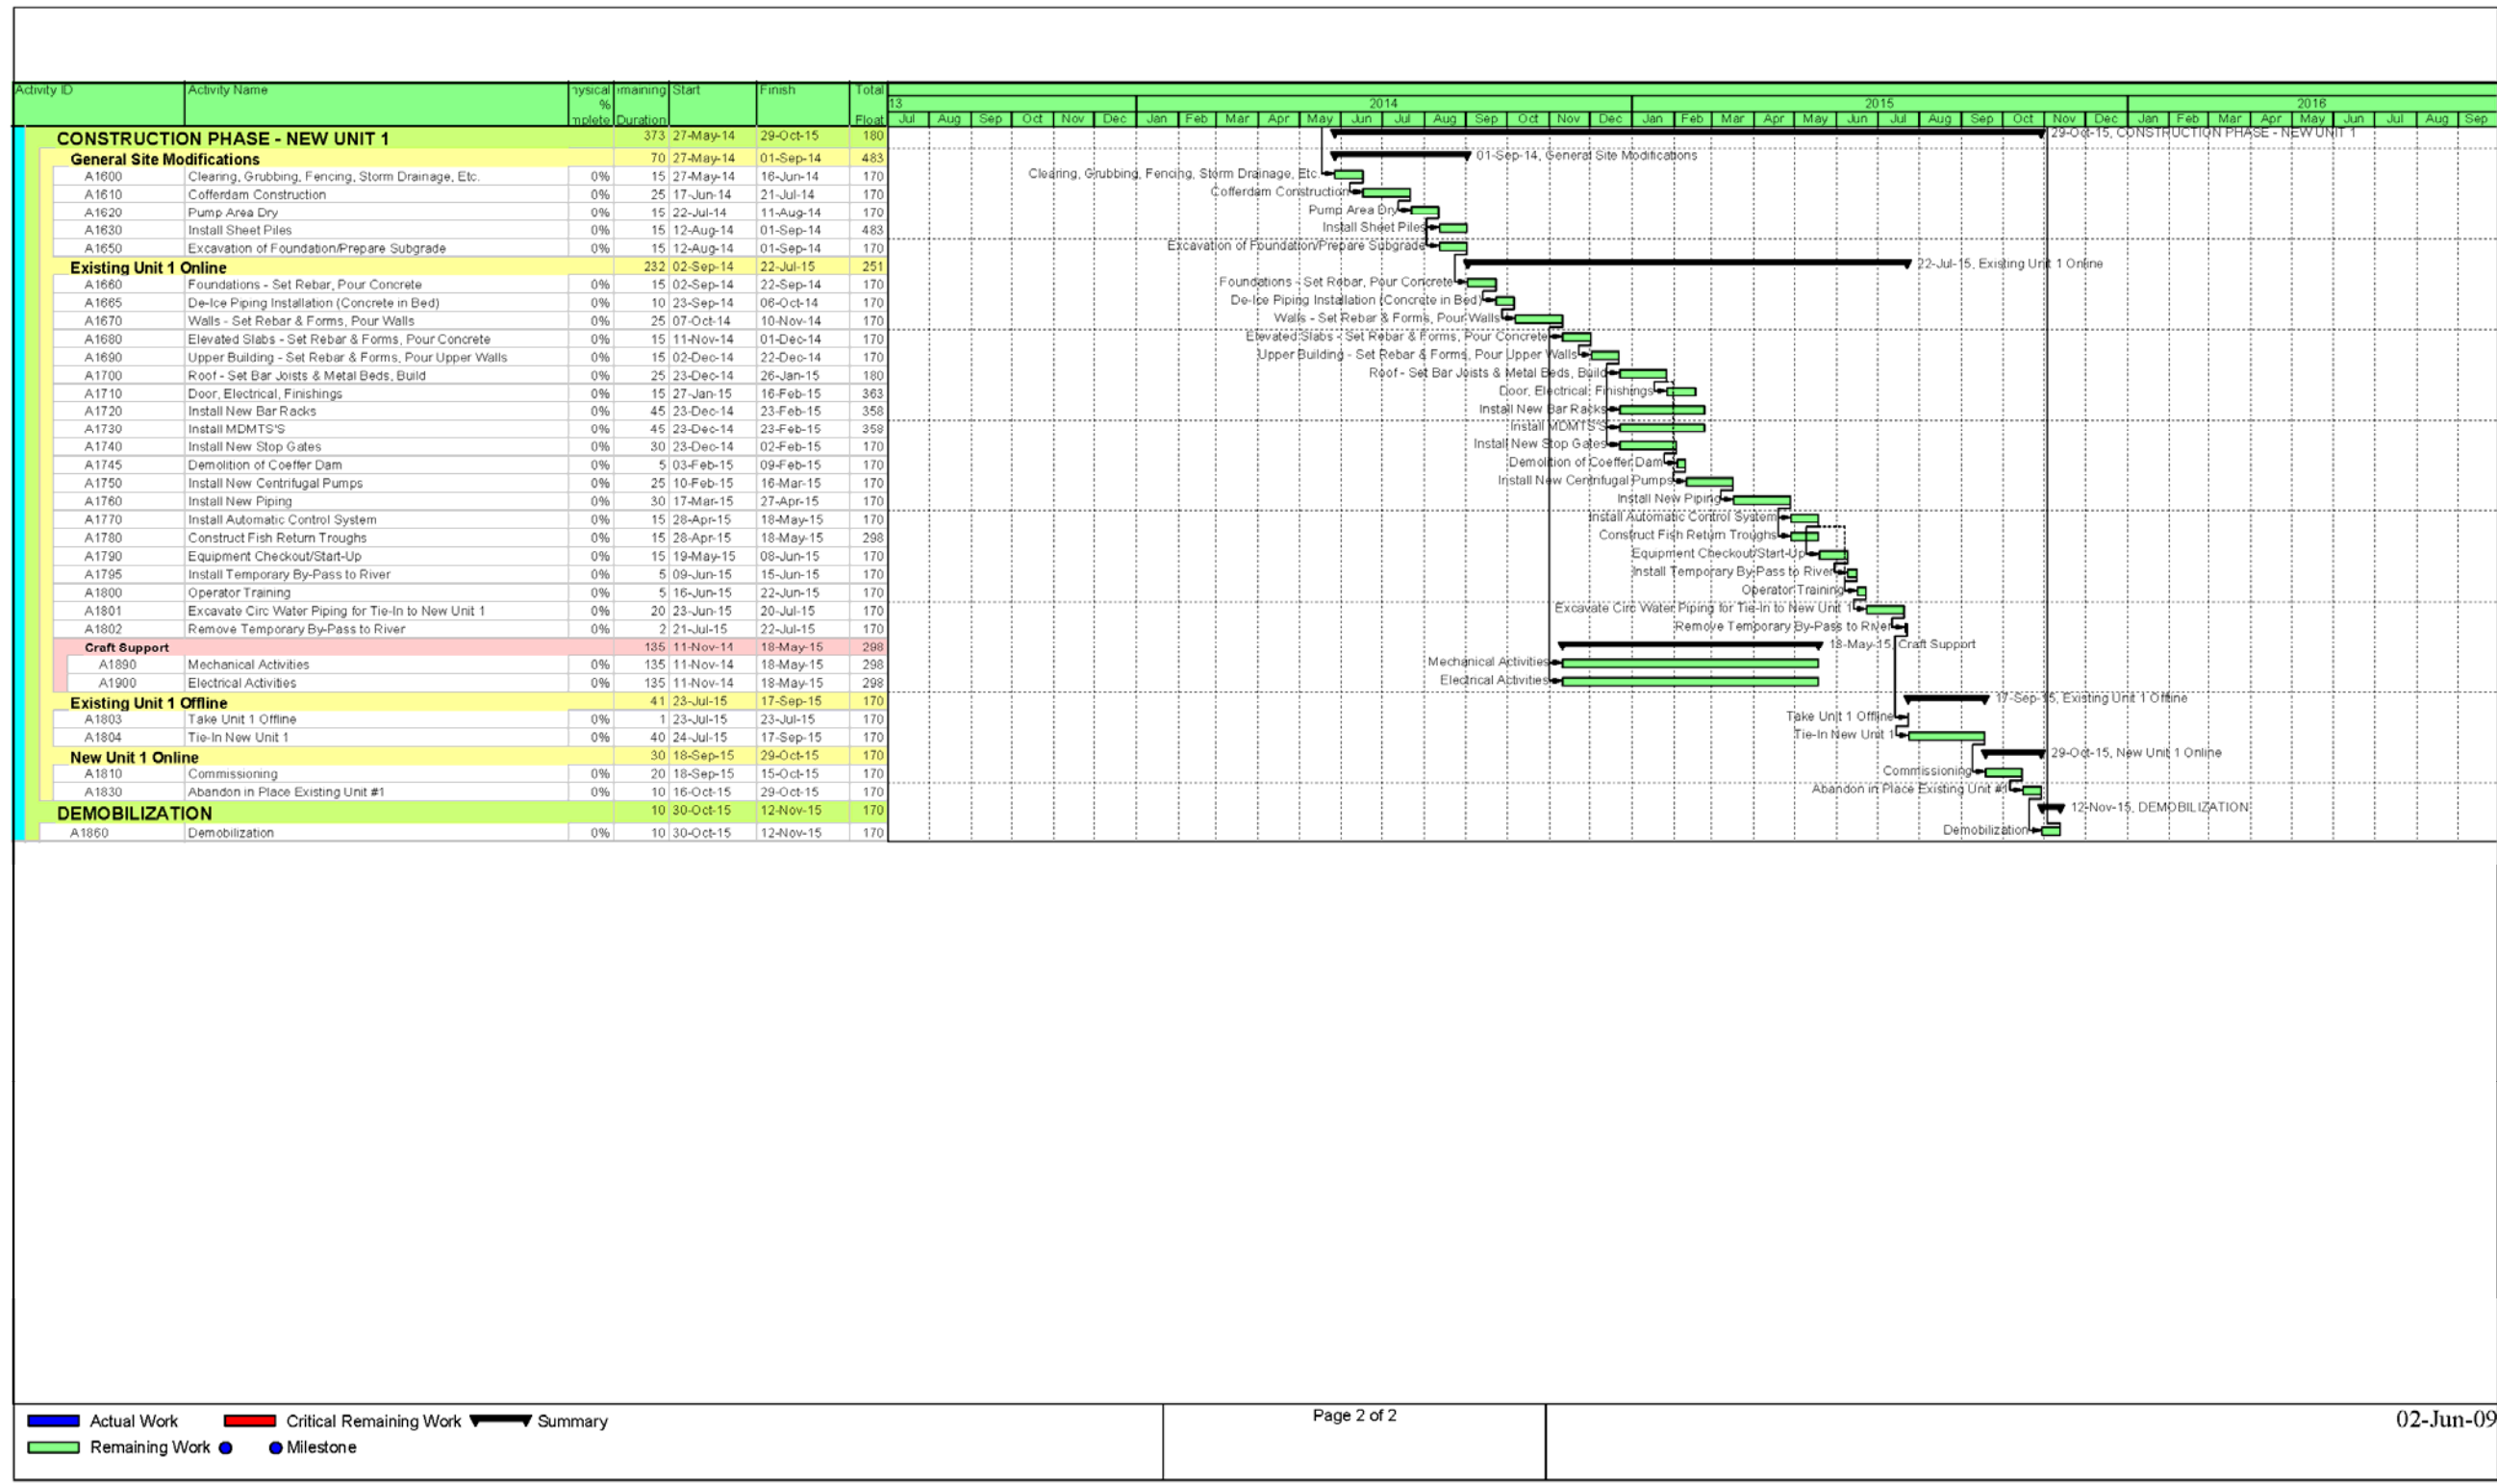 Activity ID Activity Name hysical % mplete emaining Duration Start Finish Total Float
13 2014 2015 2016
Jul Aug Sep Oct Nov Dec Jan Feb Mar Apr May Jun Jul Aug Sep Oct Nov Dec Jan Feb Mar Apr May Jun Jul Aug Sep Oct Nov Dec Jan Feb Mar Apr May Jun Jul Aug Sep
CONSTRUCTION PHASE - NEW UNIT 1 373 27-May-14 29-Oct-15 180 29-Oct-15, CONSTRUCTION PHASE - NEW UNIT 1
General Site Modifications 70 27-May-14 01-Sep-14 483 01-Sep-14, General Site Modifications
A1600 Clearing, Grubbing, Fencing, Storm Drainage, Etc. 0% 15 27-May-14 16-Jun-14 170 Clearing, Grubbing, Fencing, Storm Drainage, Etc.
A1610 Cofferdam Construction 0% 25 17-Jun-14 21-Jul-14 170 Cofferdam Construction
A1620 Pump Area Dry 0% 15 22-Jul-14 11-Aug-14 170 Pump Area Dry
A1630 Install Sheet Piles 0% 15 12-Aug-14 01-Sep-14 483 Install Sheet Piles
A1650 Excavation of Foundation/Prepare Subgrade 0% 15 12-Aug-14 01-Sep-14 170 Excavation of Foundation/Prepare Subgrade
Existing Unit 1 Online 232 02-Sep-14 22-Jul-15 251 22-Jul-15, Existing Unit 1 Online
A1660 Foundations - Set Rebar, Pour Concrete 0% 15 02-Sep-14 22-Sep-14 170 Foundations - Set Rebar, Pour Concrete
A1665 De-Ice Piping Installation (Concrete in Bed) 0% 10 23-Sep-14 06-Oct-14 170 De-Ice Piping Installation (Concrete in Bed)
A1670 Walls - Set Rebar & Forms, Pour Walls 0% 25 07-Oct-14 10-Nov-14 170 Walls - Set Rebar & Forms, Pour Walls
A1680 Elevated Slabs - Set Rebar & Forms, Pour Concrete 0% 15 11-Nov-14 01-Dec-14 170 Elevated Slabs - Set Rebar & Forms, Pour Concrete
A1690 Upper Building - Set Rebar & Forms, Pour Upper Walls 0% 15 02-Dec-14 22-Dec-14 170 Upper Building - Set Rebar & Forms, Pour Upper Walls
A1700 Roof - Set Bar Joists & Metal Beds, Build 0% 25 23-Dec-14 26-Jan-15 180 Roof - Set Bar Joists & Metal Beds, Build
A1710 Door, Electrical, Finishings 0% 15 27-Jan-15 16-Feb-15 363 Door, Electrical, Finishings
A1720 Install New Bar Racks 0% 45 23-Dec-14 23-Feb-15 358 Install New Bar Racks
A1730 Install MDMTS'S 0% 45 23-Dec-14 23-Feb-15 358 Install MDMTS'S
A1740 Install New Stop Gates 0% 30 23-Dec-14 02-Feb-15 170 Install New Stop Gates
A1745 Demolition of Coeffer Dam 0% 5 03-Feb-15 09-Feb-15 170 Demolition of Coeffer Dam
A1750 Install New Centrifugal Pumps 0% 25 10-Feb-15 16-Mar-15 170 Install New Centrifugal Pumps
A1760 Install New Piping 0% 30 17-Mar-15 27-Apr-15 170 Install New Piping
A1770 Install Automatic Control System 0% 15 28-Apr-15 18-May-15 170 Install Automatic Control System
A1780 Construct Fish Return Troughs 0% 15 28-Apr-15 18-May-15 298 Construct Fish Return Troughs
A1790 Equipment Checkout/Start-Up 0% 15 19-May-15 08-Jun-15 170 Equipment Checkout/Start-Up
A1795 Install Temporary By-Pass to River 0% 5 09-Jun-15 15-Jun-15 170 Install Temporary By-Pass to River
A1800 Operator Training 0% 5 16-Jun-15 22-Jun-15 170 Operator Training
A1801 Excavate Circ Water Piping for Tie-In to New Unit 1 0% 20 23-Jun-15 20-Jul-15 170 Excavate Circ Water Piping for Tie-In to New Unit 1
A1802 Remove Temporary By-Pass to River 0% 2 21-Jul-15 22-Jul-15 170 Remove Temporary By-Pass to River
Craft Support 135 11-Nov-14 18-May-15 298 18-May-15, Craft Support
A1890 Mechanical Activities 0% 135 11-Nov-14 18-May-15 298 Mechanical Activities
A1900 Electrical Activities 0% 135 11-Nov-14 18-May-15 298 Electrical Activities
Existing Unit 1 Offline 41 23-Jul-15 17-Sep-15 170 17-Sep-15, Existing Unit 1 Offline
A1803 Take Unit 1 Offline 0% 1 23-Jul-15 23-Jul-15 170 Take Unit 1 Offline
A1804 Tie-In New Unit 1 0% 40 24-Jul-15 17-Sep-15 170 Tie-In New Unit 1
New Unit 1 Online 30 18-Sep-15 29-Oct-15 170 29-Oct-15, New Unit 1 Online
A1810 Commissioning 0% 20 18-Sep-15 15-Oct-15 170 Commissioning
A1830 Abandon in Place Existing Unit #1 0% 10 16-Oct-15 29-Oct-15 170 Abandon in Place Existing Unit #1
DEMOBILIZATION 10 30-Oct-15 12-Nov-15 170 12-Nov-15, DEMOBILIZATION
A1860 Demobilization 0% 10 30-Oct-15 12-Nov-15 170 Demobilization
Actual Work Critical Remaining Work Summary
Remaining Work Milestone
Page 2 of 2
02-Jun-09